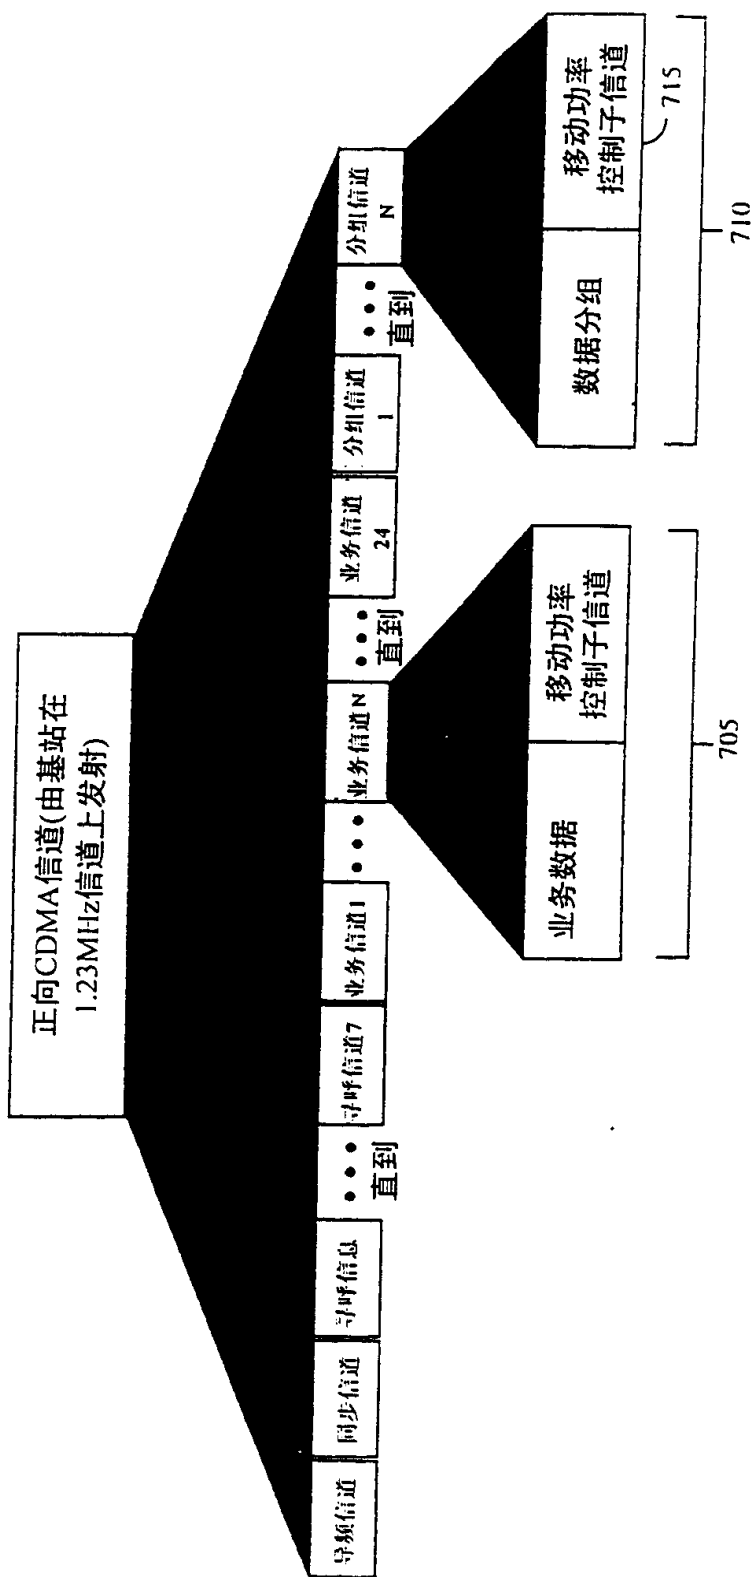 正向CDMA信道(由基站在
1.23MHz信道上发射)
导频信道
同步信道
寻呼信息
直到
寻呼信道7
业务信道1
业务信道N
直到
业务信道
24
分组信道
1
直到
分组信道
N
业务数据
移动功率
控制子信道
705
数据分组
移动功率
控制子信道
715
710